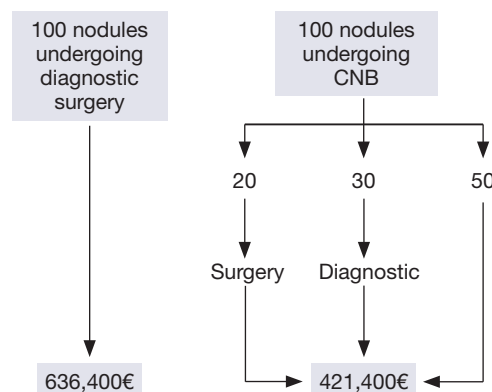 100 nodules
undergoing
diagnostic
surgery
100 nodules
undergoing
CNB
20
30
50
Surgery
Diagnostic
636,400€
421,400€